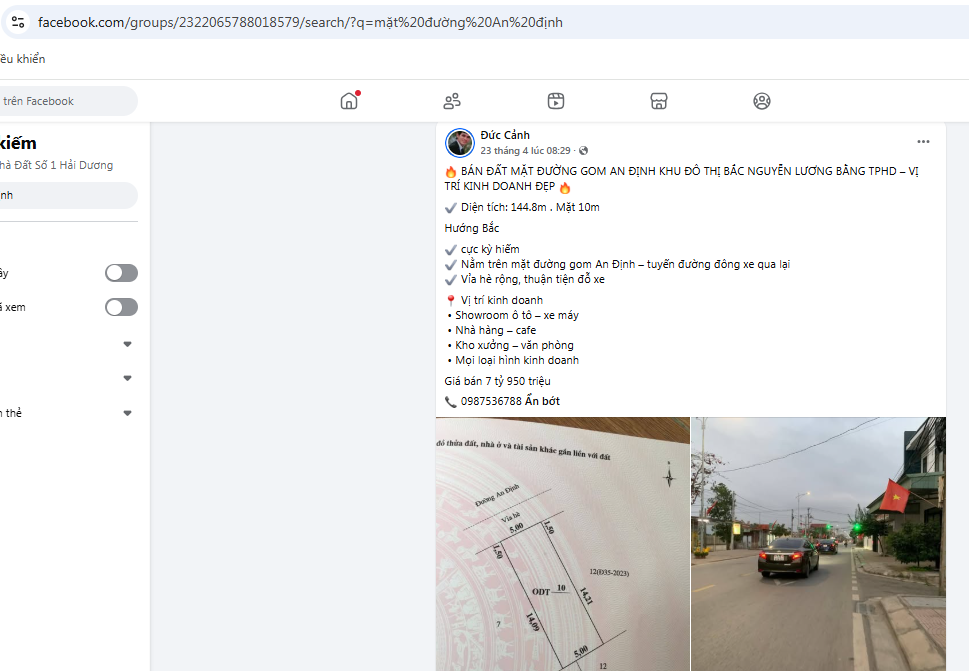 facebook.com/groups/2322065788018579/search/?q=mặt%20đường%20An%20định
ều khiển
trên Facebook
kiếm
hà Đất Số 1 Hải Dương
nh
ây
ã xem
n thẻ
Đức Cảnh
23 tháng 4 lúc 08:29 ·
🔥 BÁN ĐẤT MẶT ĐƯỜNG GOM AN ĐỊNH KHU ĐÔ THỊ BẮC NGUYỄN LƯƠNG BẰNG TPHD – VỊ
TRÍ KINH DOANH ĐẸP 🔥
✔️ Diện tích: 144.8m . Mặt 10m
Hướng Bắc
✔️ cực kỳ hiếm
✔️ Nằm trên mặt đường gom An Định – tuyến đường đông xe qua lại
✔️ Vỉa hè rộng, thuận tiện đỗ xe
📍 Vị trí kinh doanh
• Showroom ô tô – xe máy
• Nhà hàng – cafe
• Kho xưởng – văn phòng
• Mọi loại hình kinh doanh
Giá bán 7 tỷ 950 triệu
📞 0987536788 Ẩn bớt
đồ thửa đất, nhà ở và tài sản khác gắn liền với đất
Đường An Định
Vỉa hè
5,00
1,50
1,50
12(Đ35-2023)
ODT 10
14,21
14,09
7
5,00
12